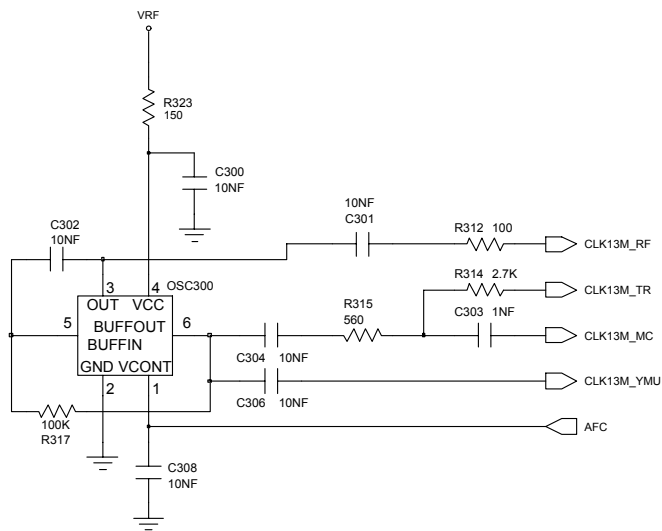 VRF
R323
150
C300
10NF
C302
10NF
10NF
C301
R312 100
CLK13M_RF
3 4 OSC300
OUT VCC
R314 2.7K
CLK13M_TR
5 BUFFOUT 6
BUFFIN
R315
560
C303 1NF
CLK13M_MC
GND VCONT
C304 10NF
2 1
C306 10NF
CLK13M_YMU
100K
R317
AFC
C308
10NF